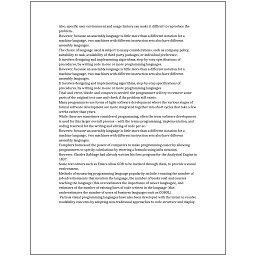 Also, specific user environment and usage history can make it difficult to reproduce the
problem.
However, because an assembly language is little more than a different notation for a
machine language, two machines with different instruction sets also have different
assembly languages.
The choice of language used is subject to many considerations, such as company policy,
suitability to task, availability of third-party packages, or individual preference.
It involves designing and implementing algorithms, step-by-step specifications of
procedures, by writing code in one or more programming languages.
However, because an assembly language is little more than a different notation for a
machine language, two machines with different instruction sets also have different
assembly languages.
It involves designing and implementing algorithms, step-by-step specifications of
procedures, by writing code in one or more programming languages.
Trial-and-error/divide-and-conquer is needed: the programmer will try to remove some
parts of the original test case and check if the problem still exists.
Many programmers use forms of Agile software development where the various stages of
formal software development are more integrated together into short cycles that take a few
weeks rather than years.
While these are sometimes considered programming, often the term software development
is used for this larger overall process – with the terms programming, implementation, and
coding reserved for the writing and editing of code per se.
However, because an assembly language is little more than a different notation for a
machine language, two machines with different instruction sets also have different
assembly languages.
Compilers harnessed the power of computers to make programming easier by allowing
programmers to specify calculations by entering a formula using infix notation.
However, Charles Babbage had already written his first program for the Analytical Engine in
1837.
Some text editors such as Emacs allow GDB to be invoked through them, to provide a visual
environment.
Methods of measuring programming language popularity include: counting the number of
job advertisements that mention the language, the number of books sold and courses
teaching the language (this overestimates the importance of newer languages), and
estimates of the number of existing lines of code written in the language (this
underestimates the number of users of business languages such as COBOL).
Various visual programming languages have also been developed with the intent to resolve
readability concerns by adopting non-traditional approaches to code structure and display.